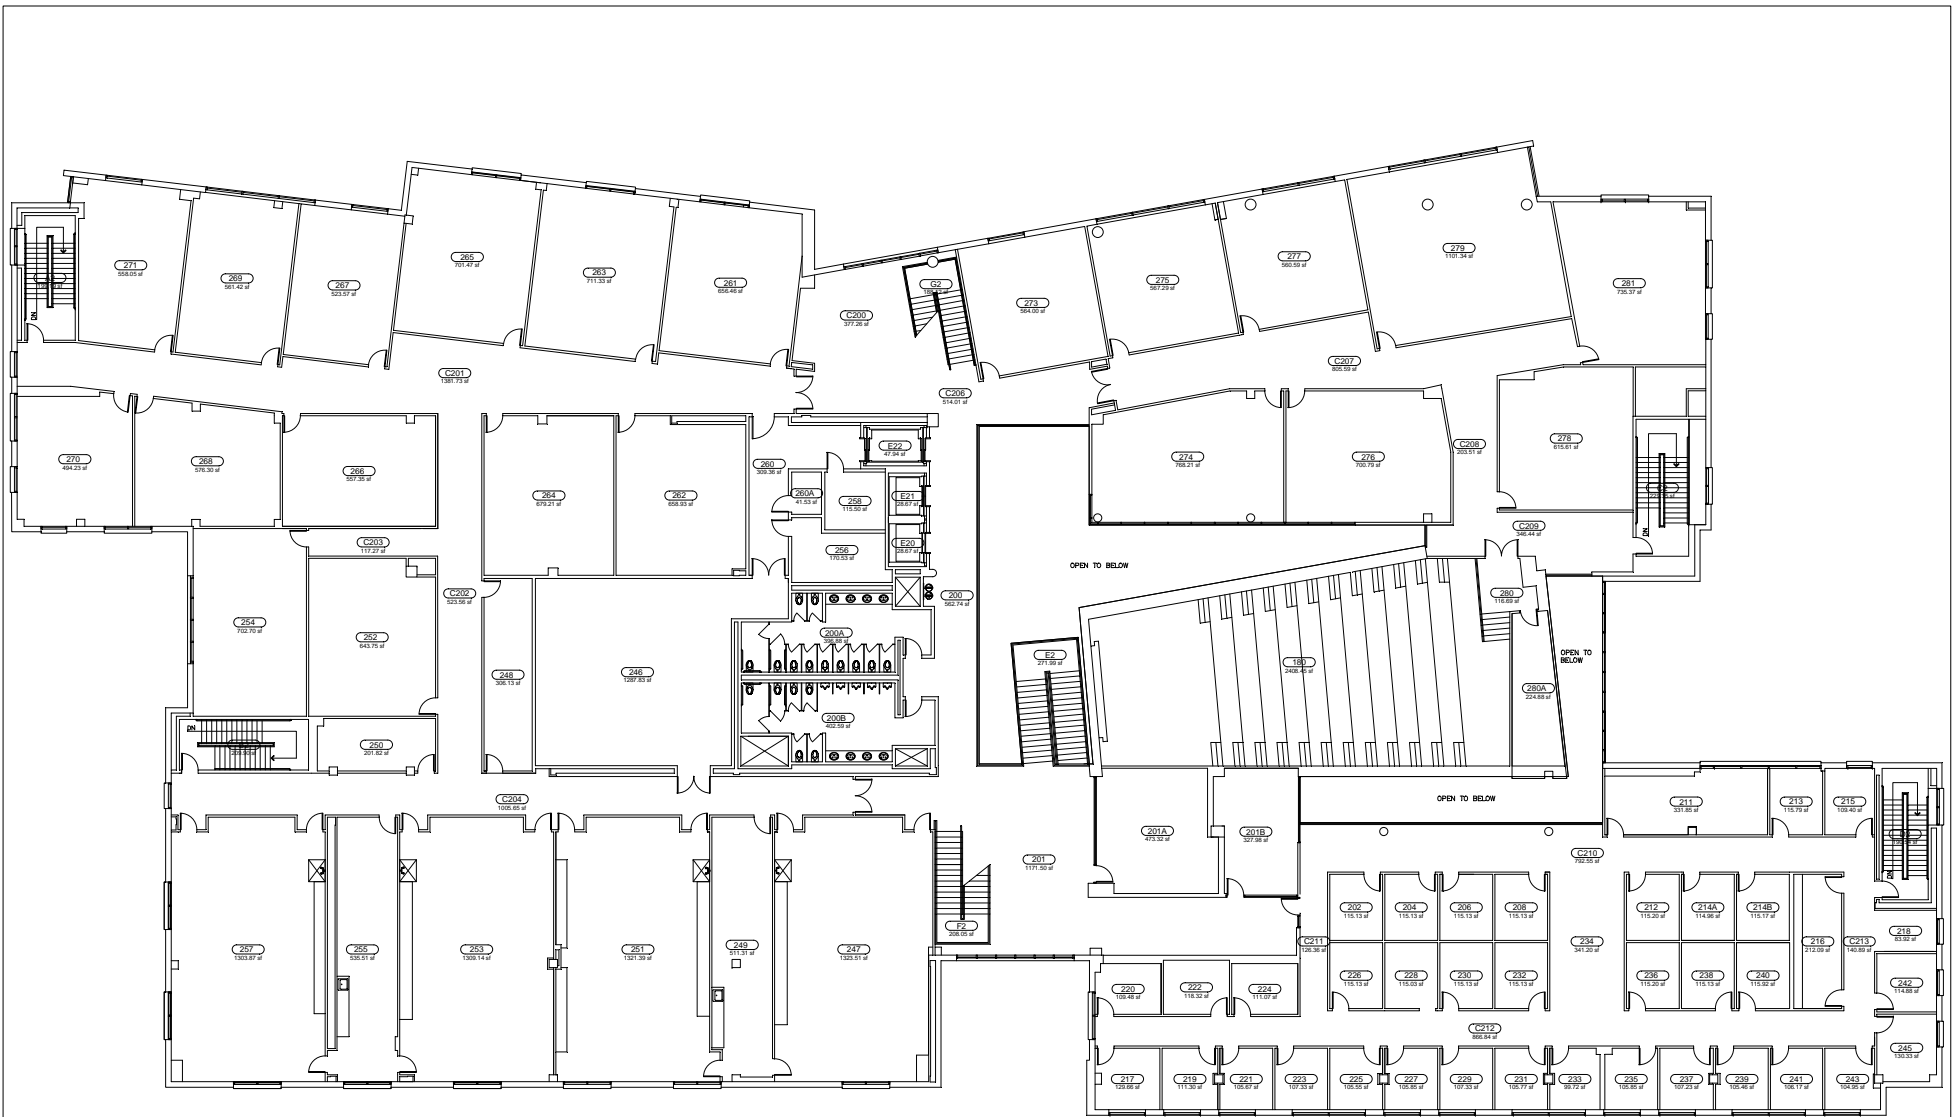 271
558.05 sf
269
561.42 sf
267
523.57 sf
265
701.47 sf
263
711.33 sf
261
656.46 sf
C200
377.26 sf
G2
273
564.00 sf
275
567.29 sf
277
560.59 sf
279
1101.34 sf
281
735.37 sf
DN
C201
1381.73 sf
C206
514.01 sf
C207
805.59 sf
270
494.23 sf
268
576.30 sf
266
557.35 sf
264
679.21 sf
262
658.93 sf
260
309.36 sf
E22
47.94 sf
260A
41.53 sf
258
115.50 sf
E21
28.67 sf
256
170.53 sf
E20
28.67 sf
274
768.21 sf
276
700.79 sf
C208
203.51 sf
278
615.61 sf
C209
346.44 sf
DN
C203
117.27 sf
C202
523.56 sf
254
702.70 sf
252
643.75 sf
248
306.13 sf
246
1287.83 sf
200A
396.88 sf
200B
402.59 sf
200
562.74 sf
OPEN TO BELOW
E2
271.99 sf
180
2408.45 sf
280
116.69 sf
280A
224.88 sf
OPEN TO
BELOW
DN
250
201.82 sf
C204
1005.65 sf
OPEN TO BELOW
201A
473.32 sf
201B
327.98 sf
211
331.85 sf
213
115.79 sf
215
109.40 sf
DN
201
1171.50 sf
C210
792.55 sf
257
1303.87 sf
255
535.51 sf
253
1309.14 sf
251
1321.39 sf
249
511.31 sf
247
1323.51 sf
F2
208.05 sf
202
115.13 sf
204
115.13 sf
206
115.13 sf
208
115.13 sf
212
115.20 sf
214A
114.96 sf
214B
115.17 sf
C211
126.36 sf
234
341.20 sf
216
212.09 sf
C213
140.89 sf
218
83.92 sf
226
115.13 sf
228
115.03 sf
230
115.13 sf
232
115.13 sf
236
115.20 sf
238
115.13 sf
240
115.92 sf
242
114.88 sf
220
109.48 sf
222
118.32 sf
224
111.07 sf
C212
866.84 sf
245
130.33 sf
217
129.66 sf
219
111.30 sf
221
105.67 sf
223
107.33 sf
225
105.55 sf
227
105.85 sf
229
107.33 sf
231
105.77 sf
233
99.72 sf
235
105.85 sf
237
107.23 sf
239
105.46 sf
241
106.17 sf
243
104.95 sf